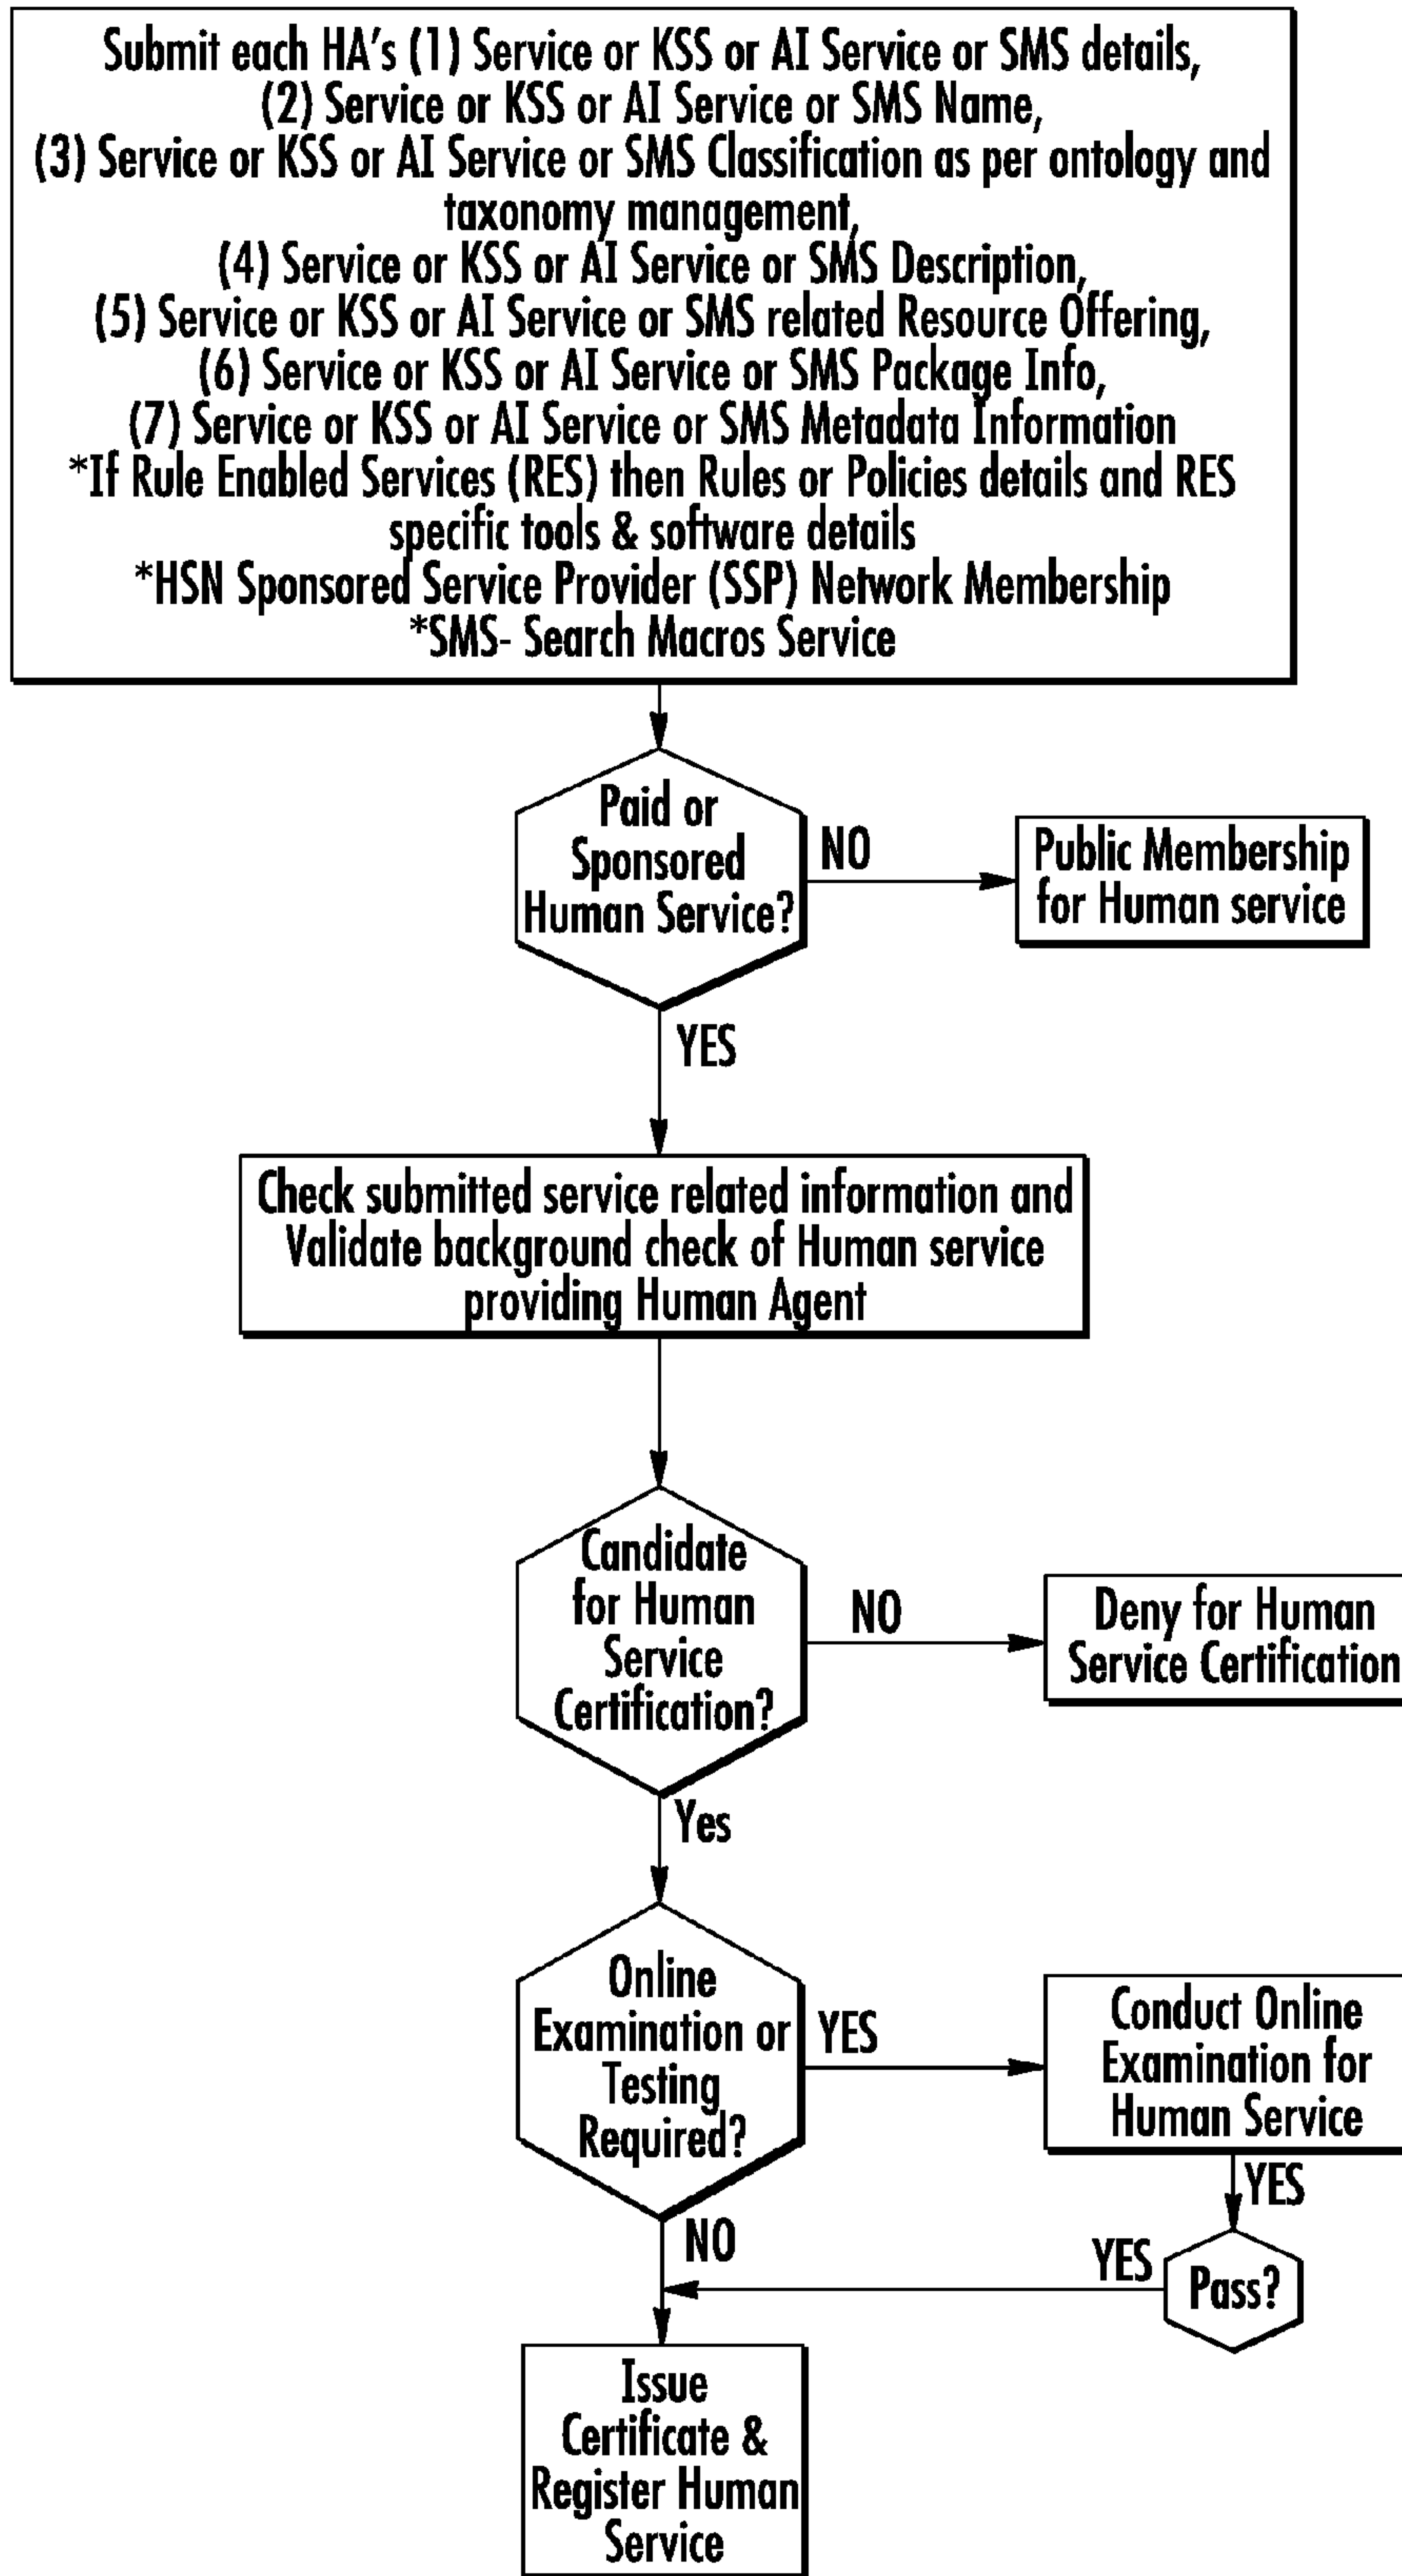 Submit each HA's (1) Service or KSS or AI Service or SMS details,
(2) Service or KSS or AI Service or SMS Name,
(3) Service or KSS or AI Service or SMS Classification as per ontology and
taxonomy management,
(4) Service or KSS or AI Service or SMS Description,
(5) Service or KSS or AI Service or SMS related Resource Offering,
(6) Service or KSS or AI Service or SMS Package Info,
(7) Service or KSS or AI Service or SMS Metadata Information
*If Rule Enabled Services (RES) then Rules or Policies details and RES
specific tools & software details
*HSN Sponsored Service Provider (SSP) Network Membership
*SMS- Search Macros Service
Paid or
Sponsored
Human Service?
NO
Public Membership
for Human service
YES
Check submitted service related information and
Validate background check of Human service
providing Human Agent
Candidate
for Human
Service
Certification?
NO
Deny for Human
Service Certification
Yes
Online
Examination or
Testing
Required?
YES
Conduct Online
Examination for
Human Service
YES
NO
YES
Pass?
Issue
Certificate &
Register Human
Service